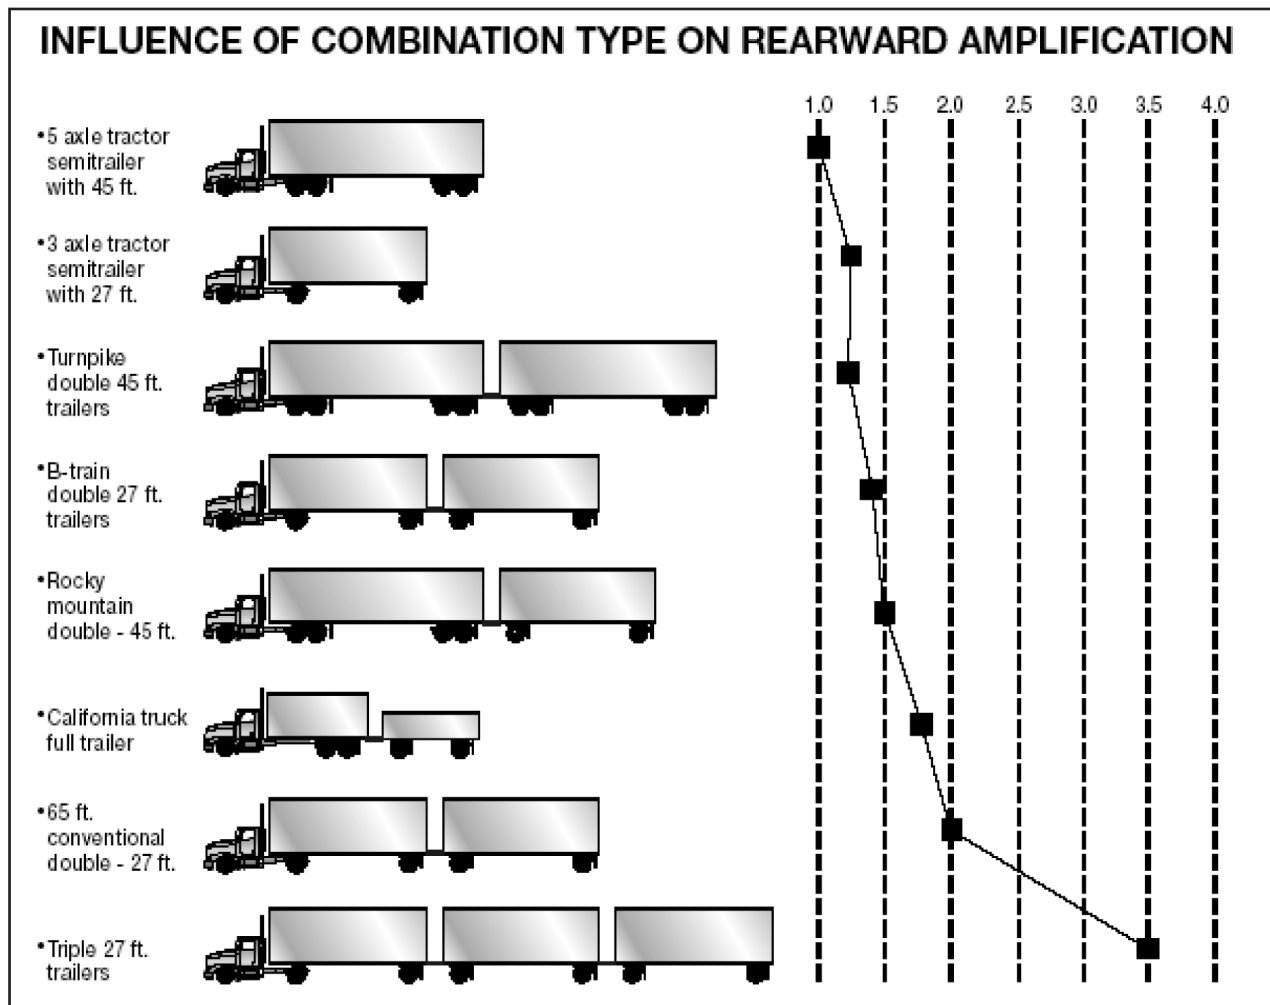 INFLUENCE OF COMBINATION TYPE ON REARWARD AMPLIFICATION
1.0 1.5 2.0 2.5 3.0 3.5 4.0
•5 axle tractor
semitrailer
with 45 ft.
•3 axle tractor
semitrailer
with 27 ft.
•Turnpike
double 45 ft.
trailers
•B-train
double 27 ft.
trailers
•Rocky
mountain
double - 45 ft.
•California truck
full trailer
•65 ft.
conventional
double - 27 ft.
•Triple 27 ft.
trailers